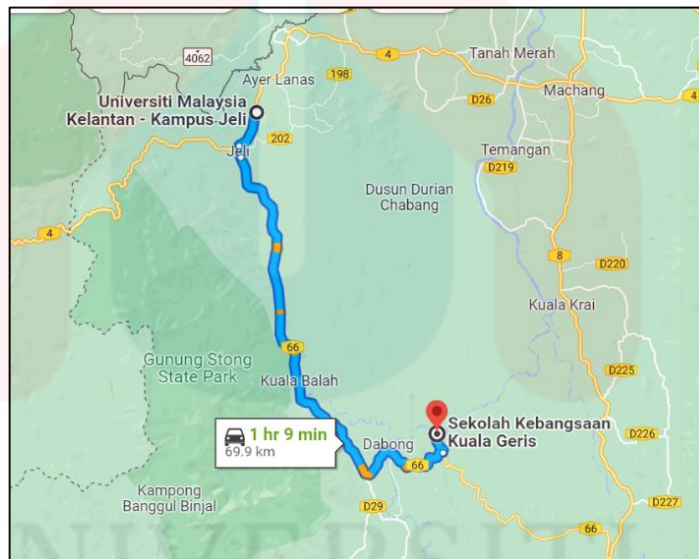 4062
4
Ayer Lanas
198
Tanah Merah
4
D26
Machang
Universiti Malaysia
Kelantan - Kampus Jeli
202
Jeli
Temangan
D219
Dusun Durian
Chabang
4
8
D220
Kuala Krai
66
Gunung Stong
State Park
Kuala Balah
D225
1 hr 9 min
69.9 km
Sekolah Kebangsaan
Kuala Geris
Dabong
D226
66
Kampong
Banggul Binjal
D29
D227
66
UNIVERSITI